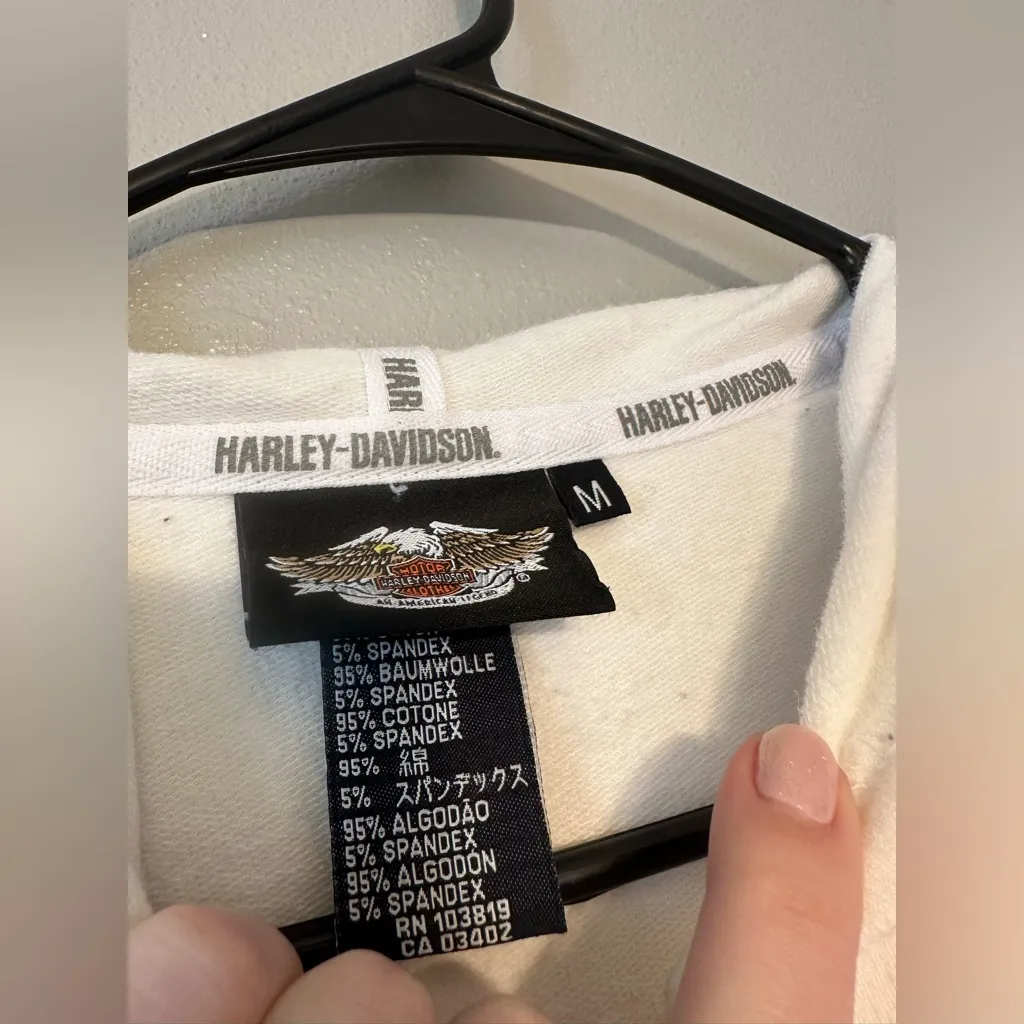 HAR
HARLEY-DAVIDSON.
HARLEY-DAVIDSON.
M
MOTOR
HARLEY-DAVIDSON
CLOTHES
AN AMERICAN LEGEND
®
5% SPANDEX
95% BAUMWOLLE
5% SPANDEX
95% COTONE
5% SPANDEX
95% 綿
5% スパンデックス
95% ALGODÃO
5% SPANDEX
95% ALGODÓN
5% SPANDEX
RN 103819
CA 03402